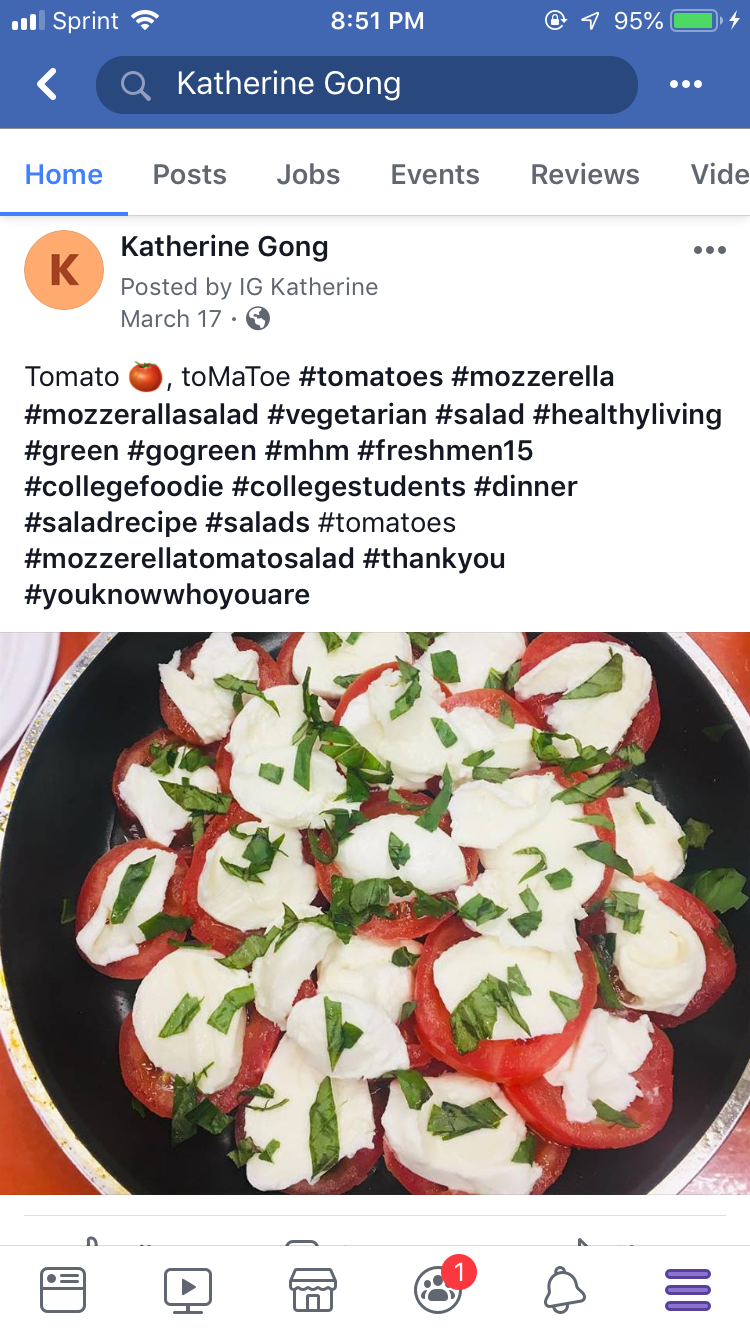 Sprint 8:51 PM 95%
Katherine Gong
Home Posts Jobs Events Reviews Vide
K
Katherine Gong
Posted by IG Katherine
March 17 ·
Tomato 🍅, toMaToe #tomatoes #mozzerella
#mozzerallasalad #vegetarian #salad #healthyliving
#green #gogreen #mhm #freshmen15
#collegefoodie #collegestudents #dinner
#saladrecipe #salads #tomatoes
#mozzerellatomatosalad #thankyou
#youknowwhoyouare
1